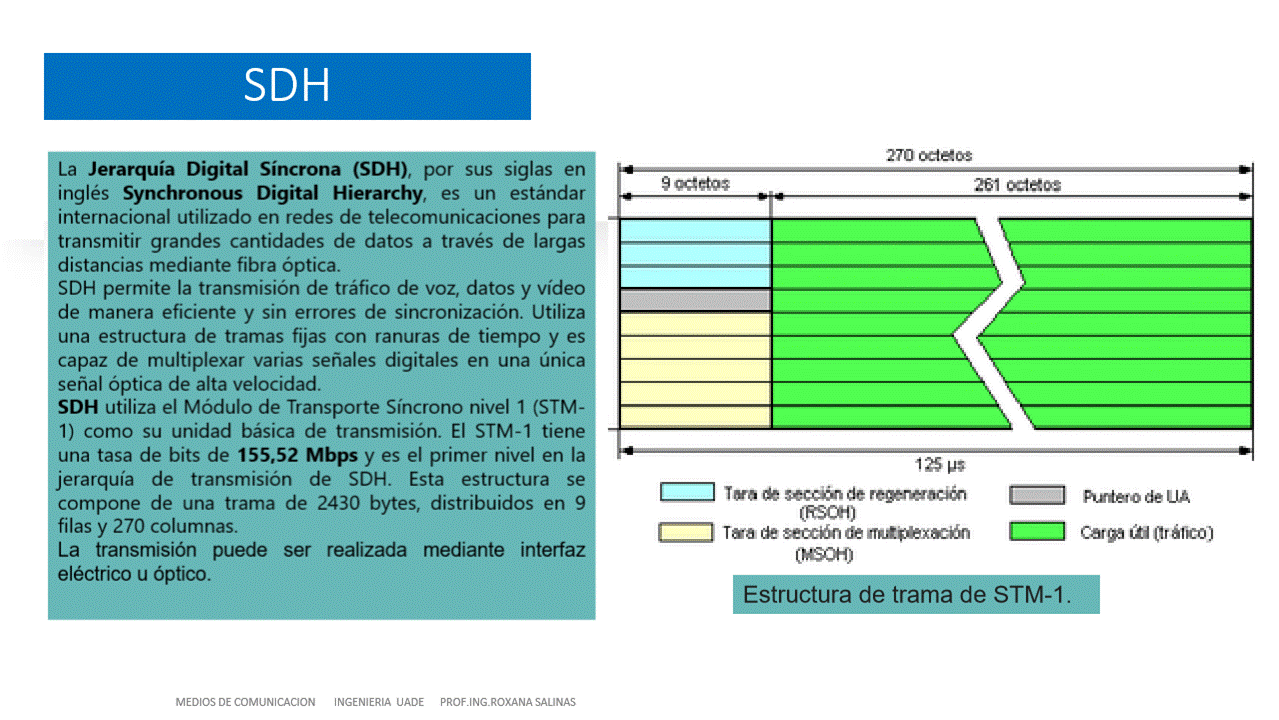 SDH
La Jerarquía Digital Síncrona (SDH), por sus siglas en
inglés Synchronous Digital Hierarchy, es un estándar
internacional utilizado en redes de telecomunicaciones para
transmitir grandes cantidades de datos a través de largas
distancias mediante fibra óptica.
SDH permite la transmisión de tráfico de voz, datos y vídeo
de manera eficiente y sin errores de sincronización. Utiliza
una estructura de tramas fijas con ranuras de tiempo y es
capaz de multiplexar varias señales digitales en una única
señal óptica de alta velocidad.
SDH utiliza el Módulo de Transporte Síncrono nivel 1 (STM-
1) como su unidad básica de transmisión. El STM-1 tiene
una tasa de bits de 155,52 Mbps y es el primer nivel en la
jerarquía de transmisión de SDH. Esta estructura se
compone de una trama de 2430 bytes, distribuidos en 9
filas y 270 columnas.
La transmisión puede ser realizada mediante interfaz
eléctrico u óptico.
270 octetos
9 octetos
261 octetos
125 µs
Tara de sección de regeneración
(RSOH)
Tara de sección de multiplexación
(MSOH)
Puntero de UA
Carga útil (tráfico)
Estructura de trama de STM-1.
MEDIOS DE COMUNICACION INGENIERIA UADE PROF.ING.ROXANA SALINAS